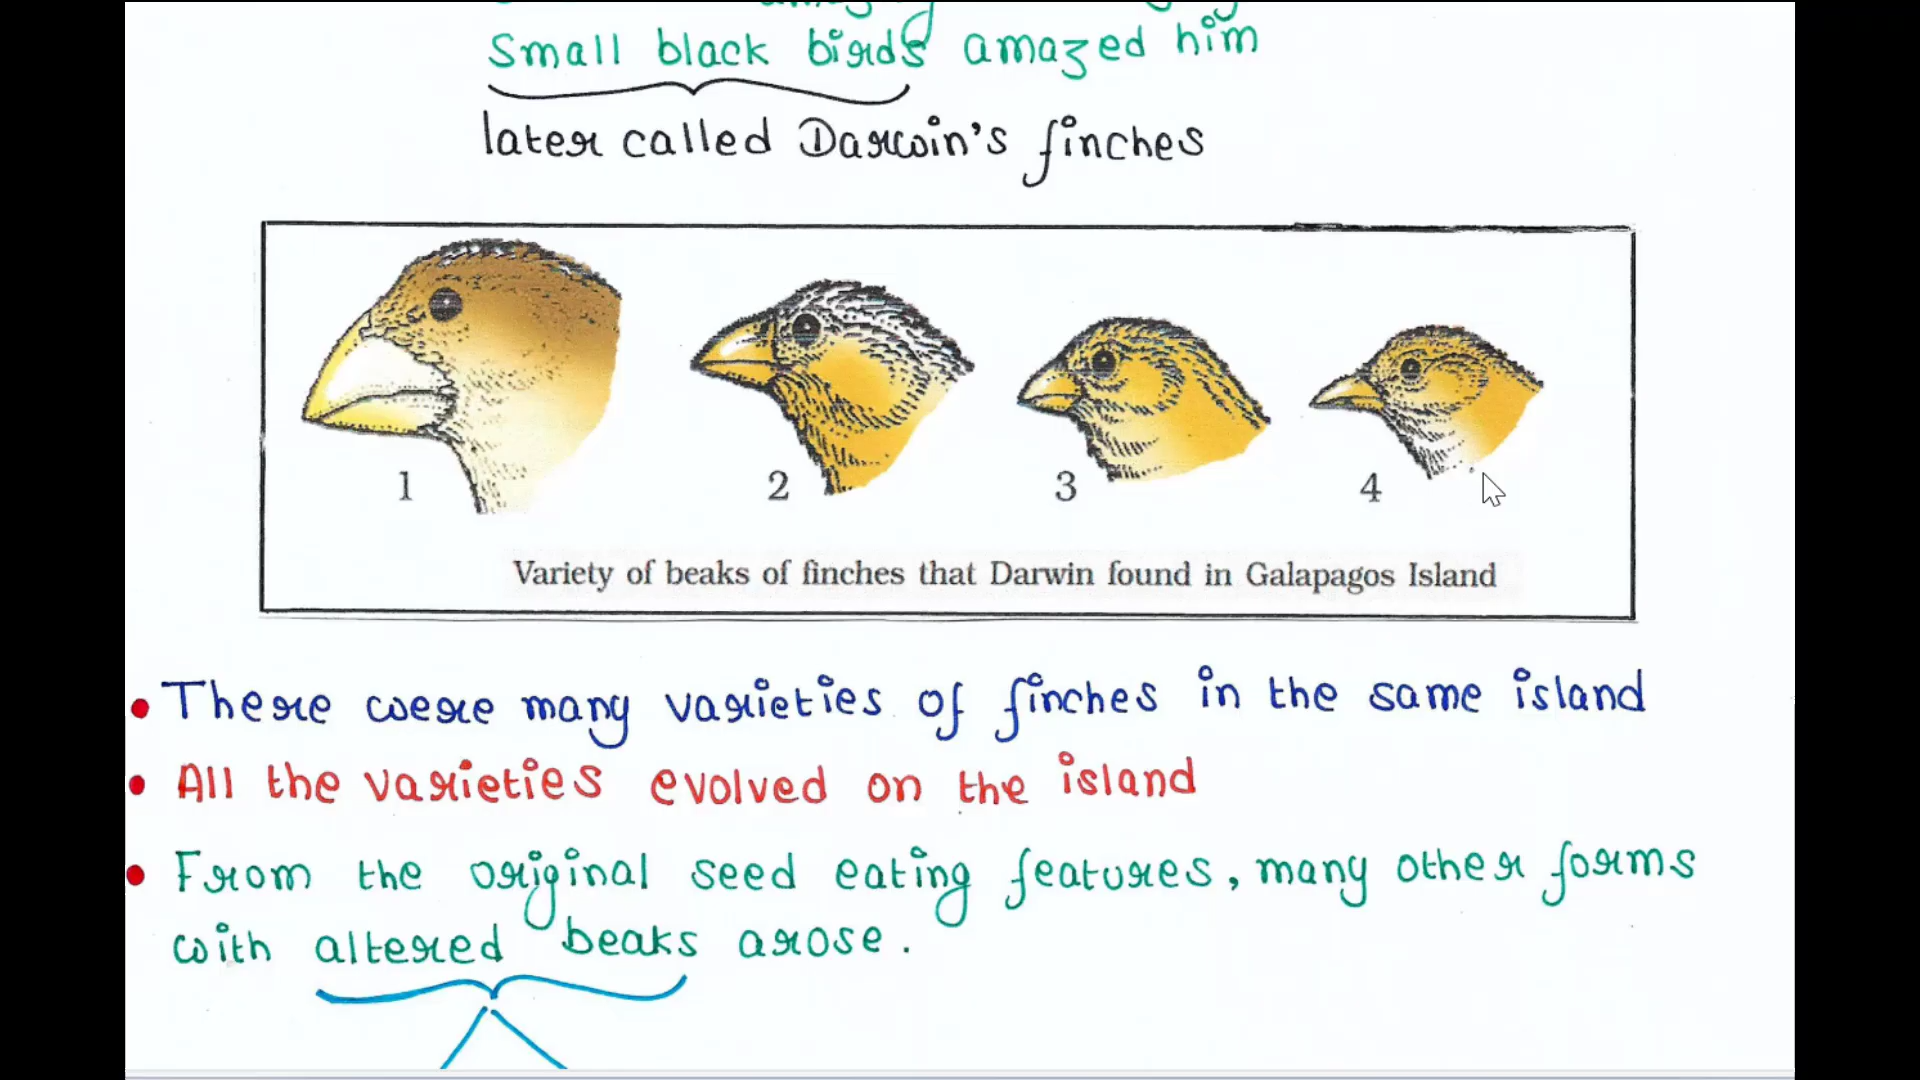 Small black birds amazed him
later called Darwin's finches
1 2 3 4
Variety of beaks of finches that Darwin found in Galapagos Island
• There were many varieties of finches in the same island
• All the varieties evolved on the island
• From the original seed eating features, many other forms
with altered beaks arose.